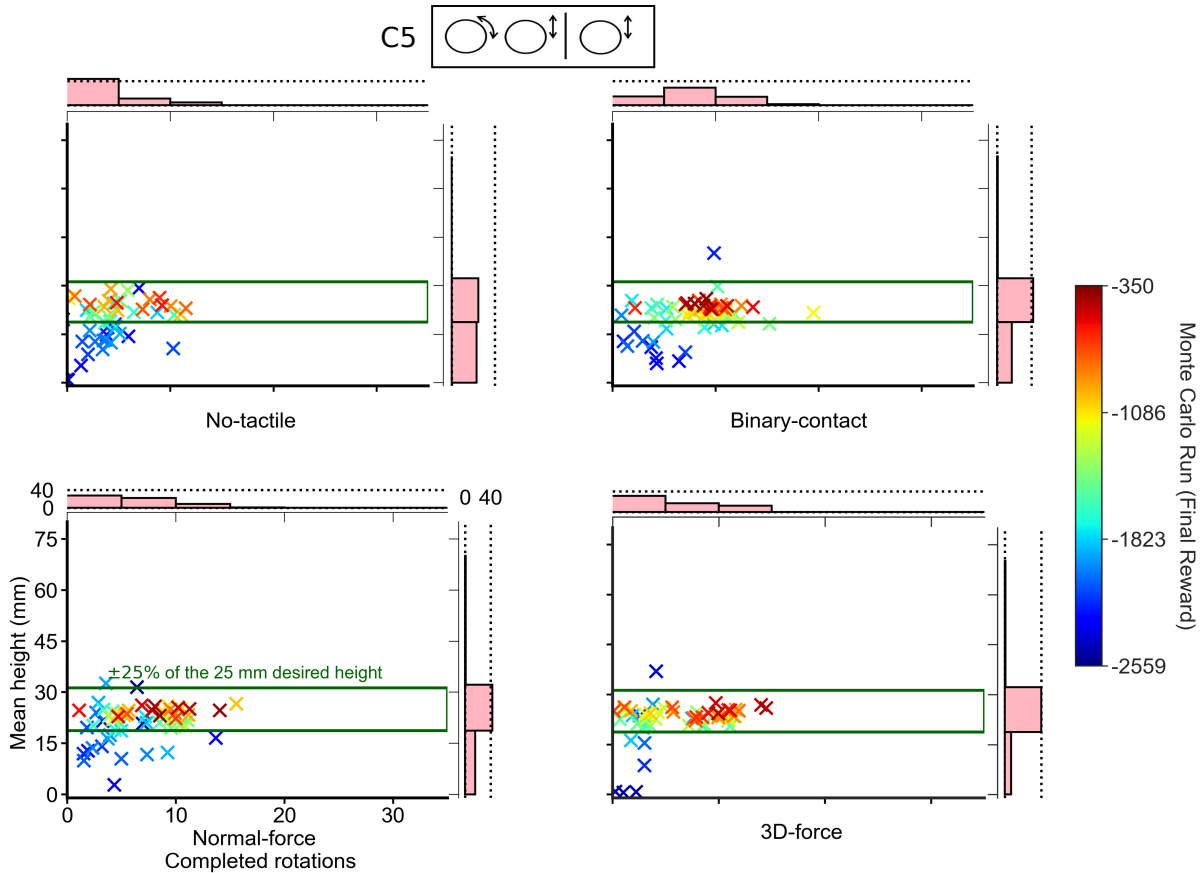 C5
No-tactile
Binary-contact
-350
-1086
-1823
-2559
Monte Carlo Run (Final Reward)
40
0
0 40
75
60
45
30
15
0
Mean height (mm)
±25% of the 25 mm desired height
0 10 20 30
Normal-force
Completed rotations
3D-force